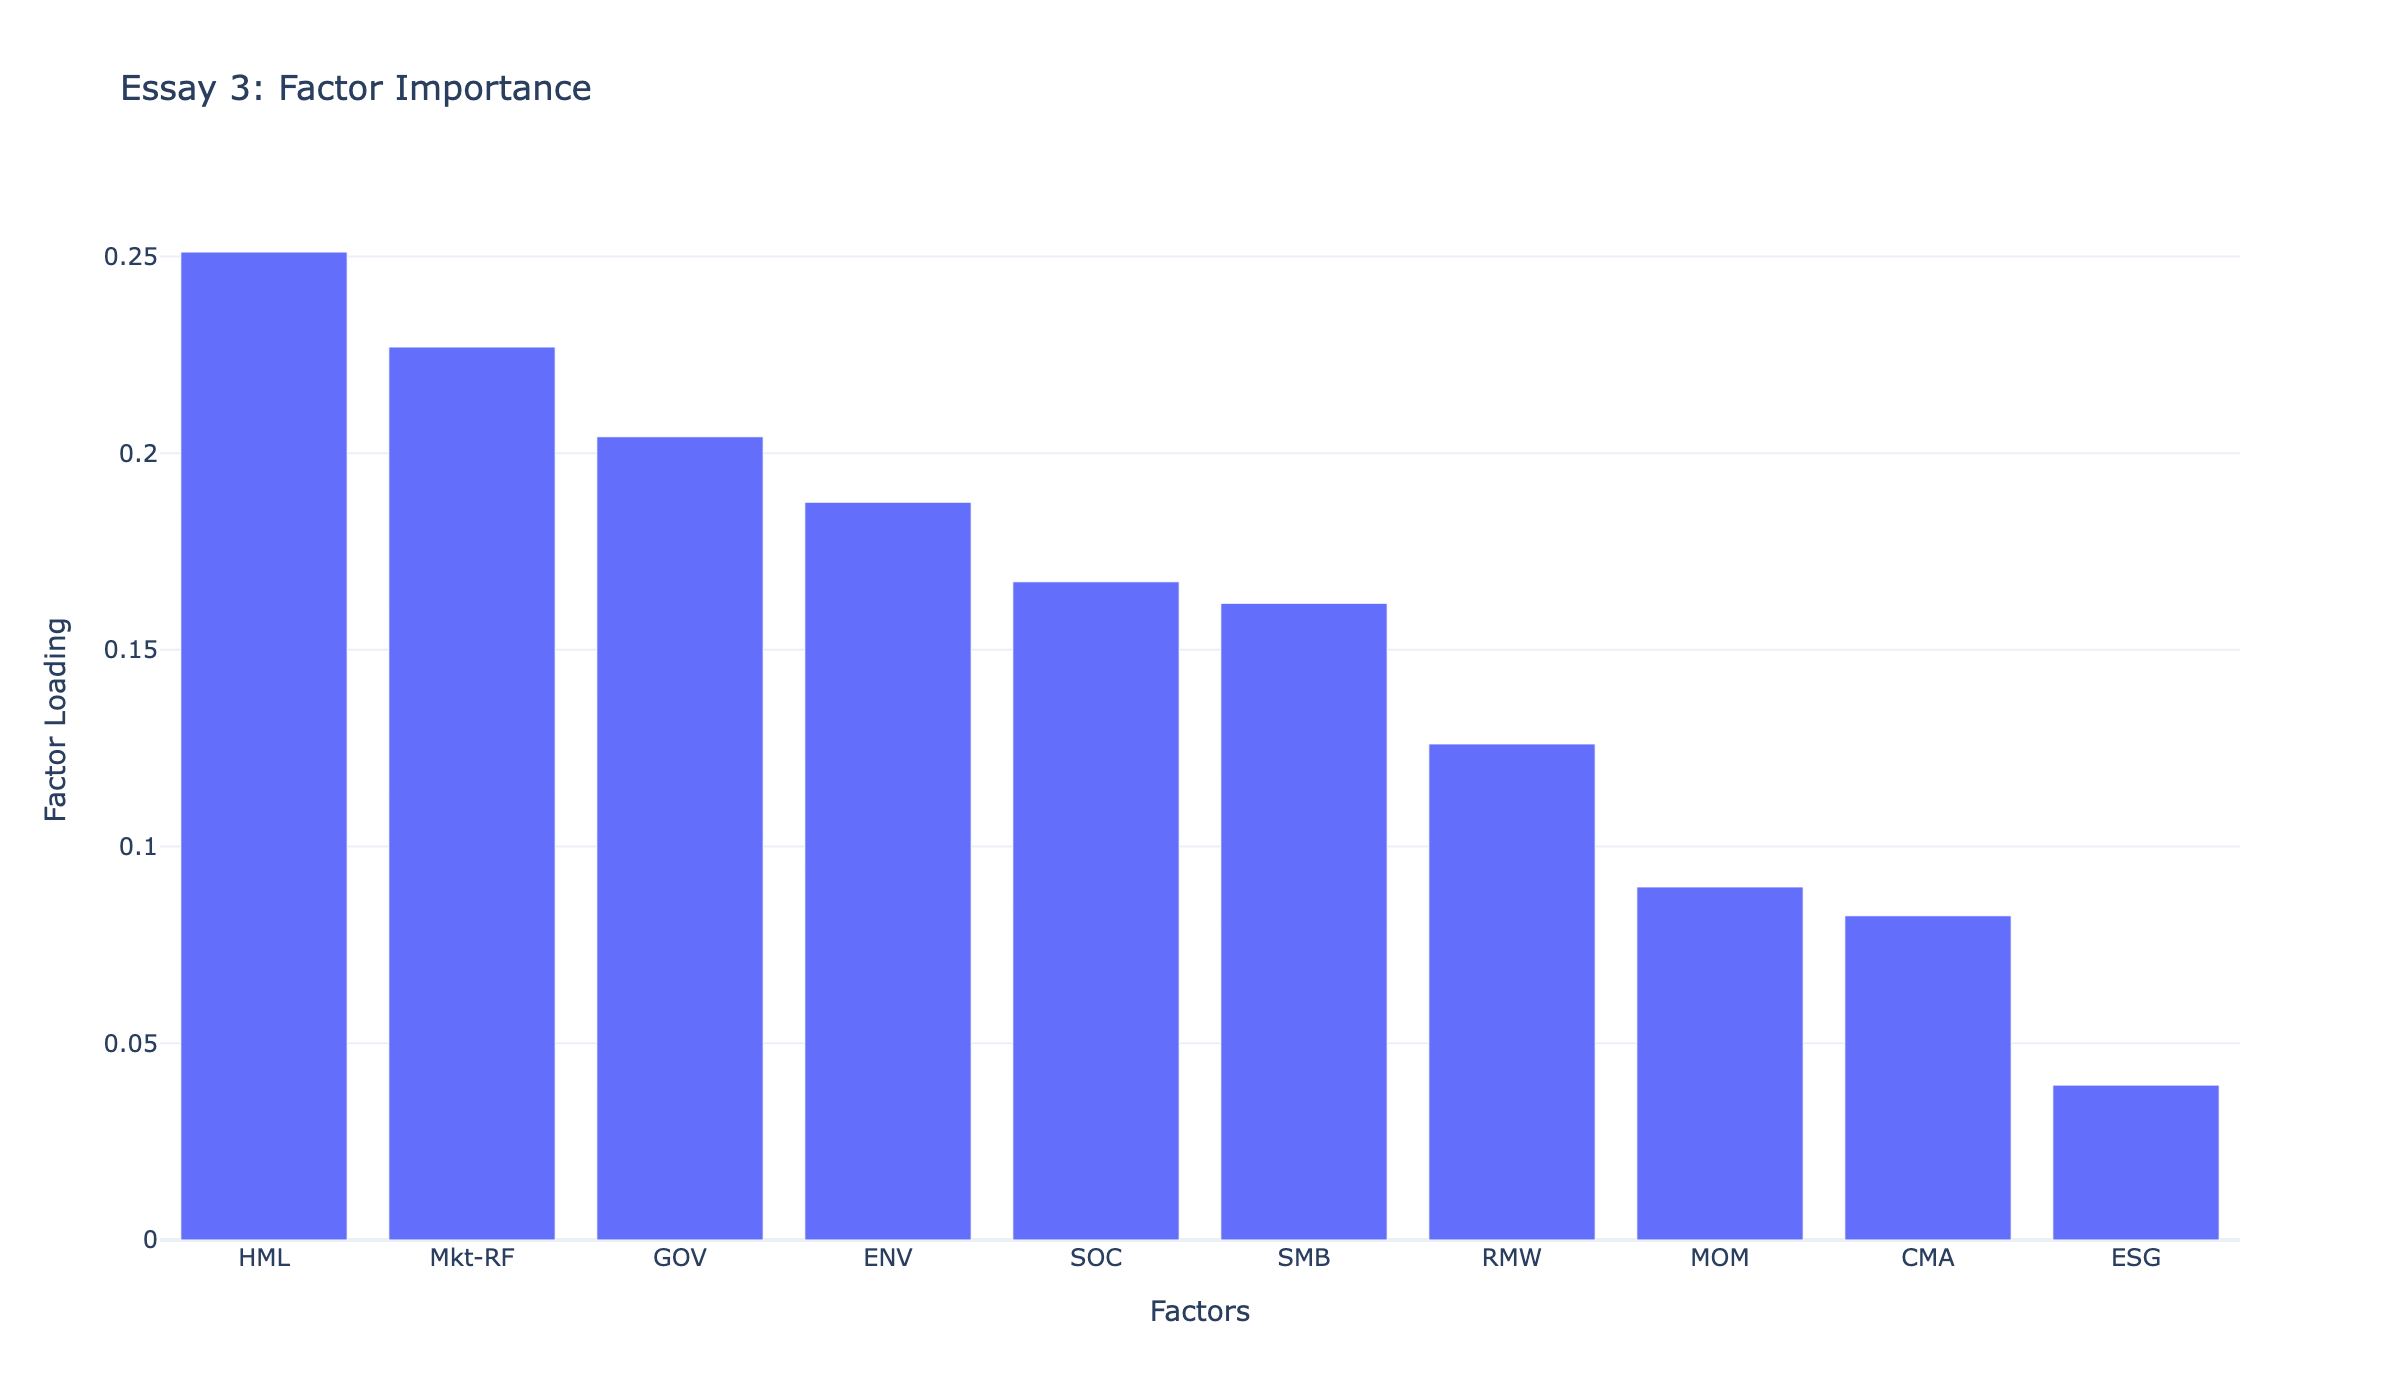 Essay 3: Factor Importance
Factor Loading
0.25
0.2
0.15
0.1
0.05
0
HML Mkt-RF GOV ENV SOC SMB RMW MOM CMA ESG
Factors